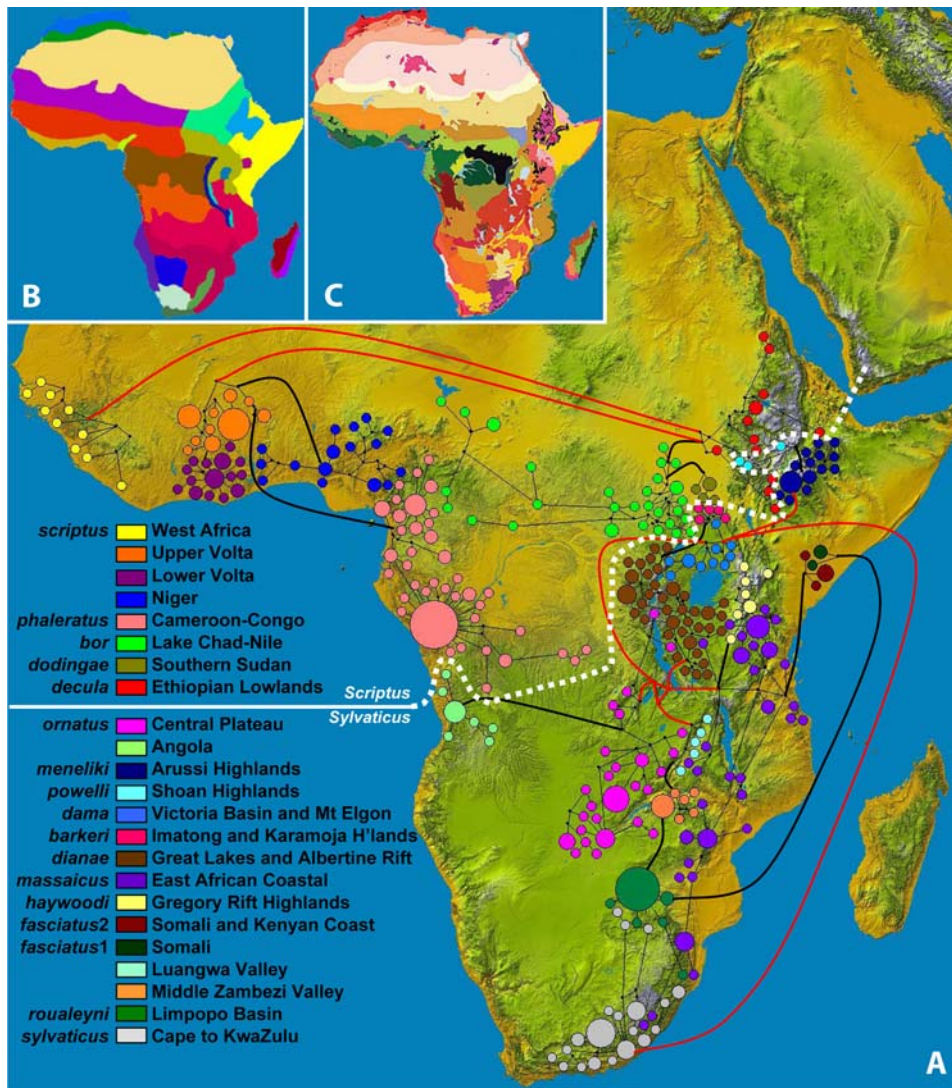 B
C
scriptus West Africa
Upper Volta
Lower Volta
Niger
phaleratus Cameroon-Congo
bor Lake Chad-Nile
dodingae Southern Sudan
decula Ethiopian Lowlands
Scriptus
Sylvaticus
ornatus Central Plateau
Angola
meneliki Arussi Highlands
powelli Shoan Highlands
dama Victoria Basin and Mt Elgon
barkeri Imatong and Karamoja H'lands
dianae Great Lakes and Albertine Rift
massaicus East African Coastal
haywoodi Gregory Rift Highlands
fasciatus2 Somali and Kenyan Coast
fasciatus1 Somali
Luangwa Valley
Middle Zambezi Valley
roualeyni Limpopo Basin
sylvaticus Cape to KwaZulu
A